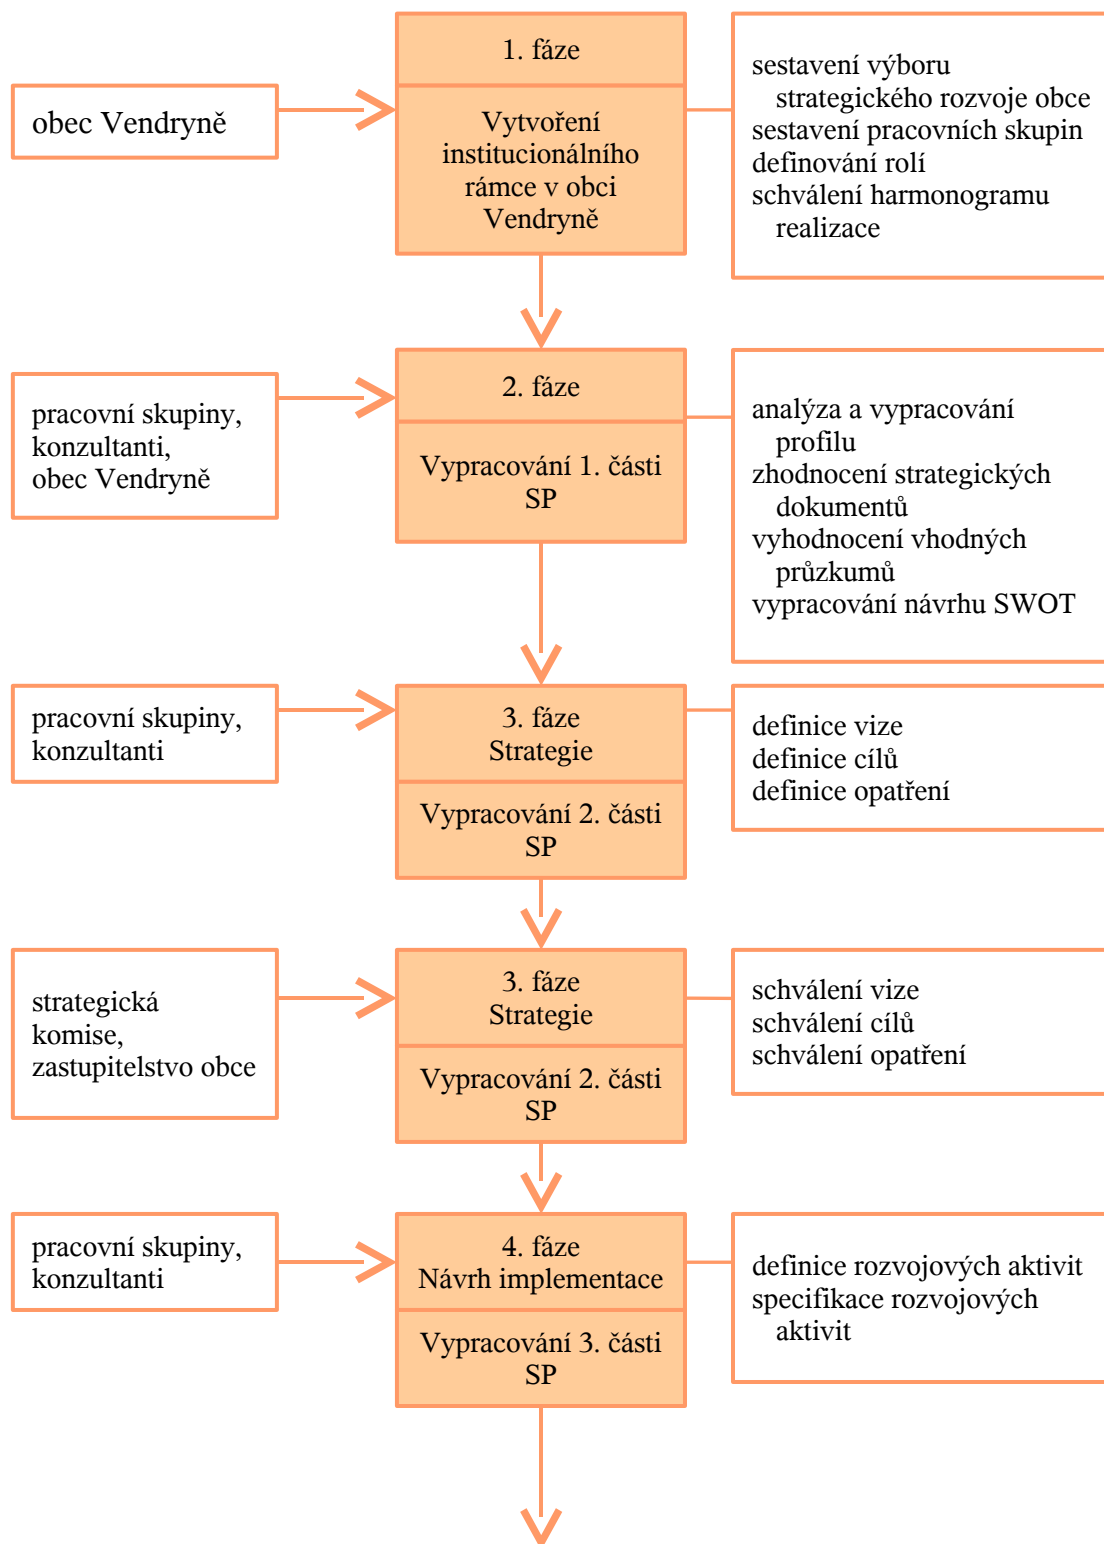 obec Vendryně
1. fáze
Vytvoření
institucionálního
rámce v obci
Vendryně
sestavení výboru
strategického rozvoje obce
sestavení pracovních skupin
definování rolí
schválení harmonogramu
realizace
pracovní skupiny,
konzultanti,
obec Vendryně
2. fáze
Vypracování 1. části
SP
analýza a vypracování
profilu
zhodnocení strategických
dokumentů
vyhodnocení vhodných
průzkumů
vypracování návrhu SWOT
pracovní skupiny,
konzultanti
3. fáze
Strategie
Vypracování 2. části
SP
definice vize
definice cílů
definice opatření
strategická
komise,
zastupitelstvo obce
3. fáze
Strategie
Vypracování 2. části
SP
schválení vize
schválení cílů
schválení opatření
pracovní skupiny,
konzultanti
4. fáze
Návrh implementace
Vypracování 3. části
SP
definice rozvojových aktivit
specifikace rozvojových
aktivit